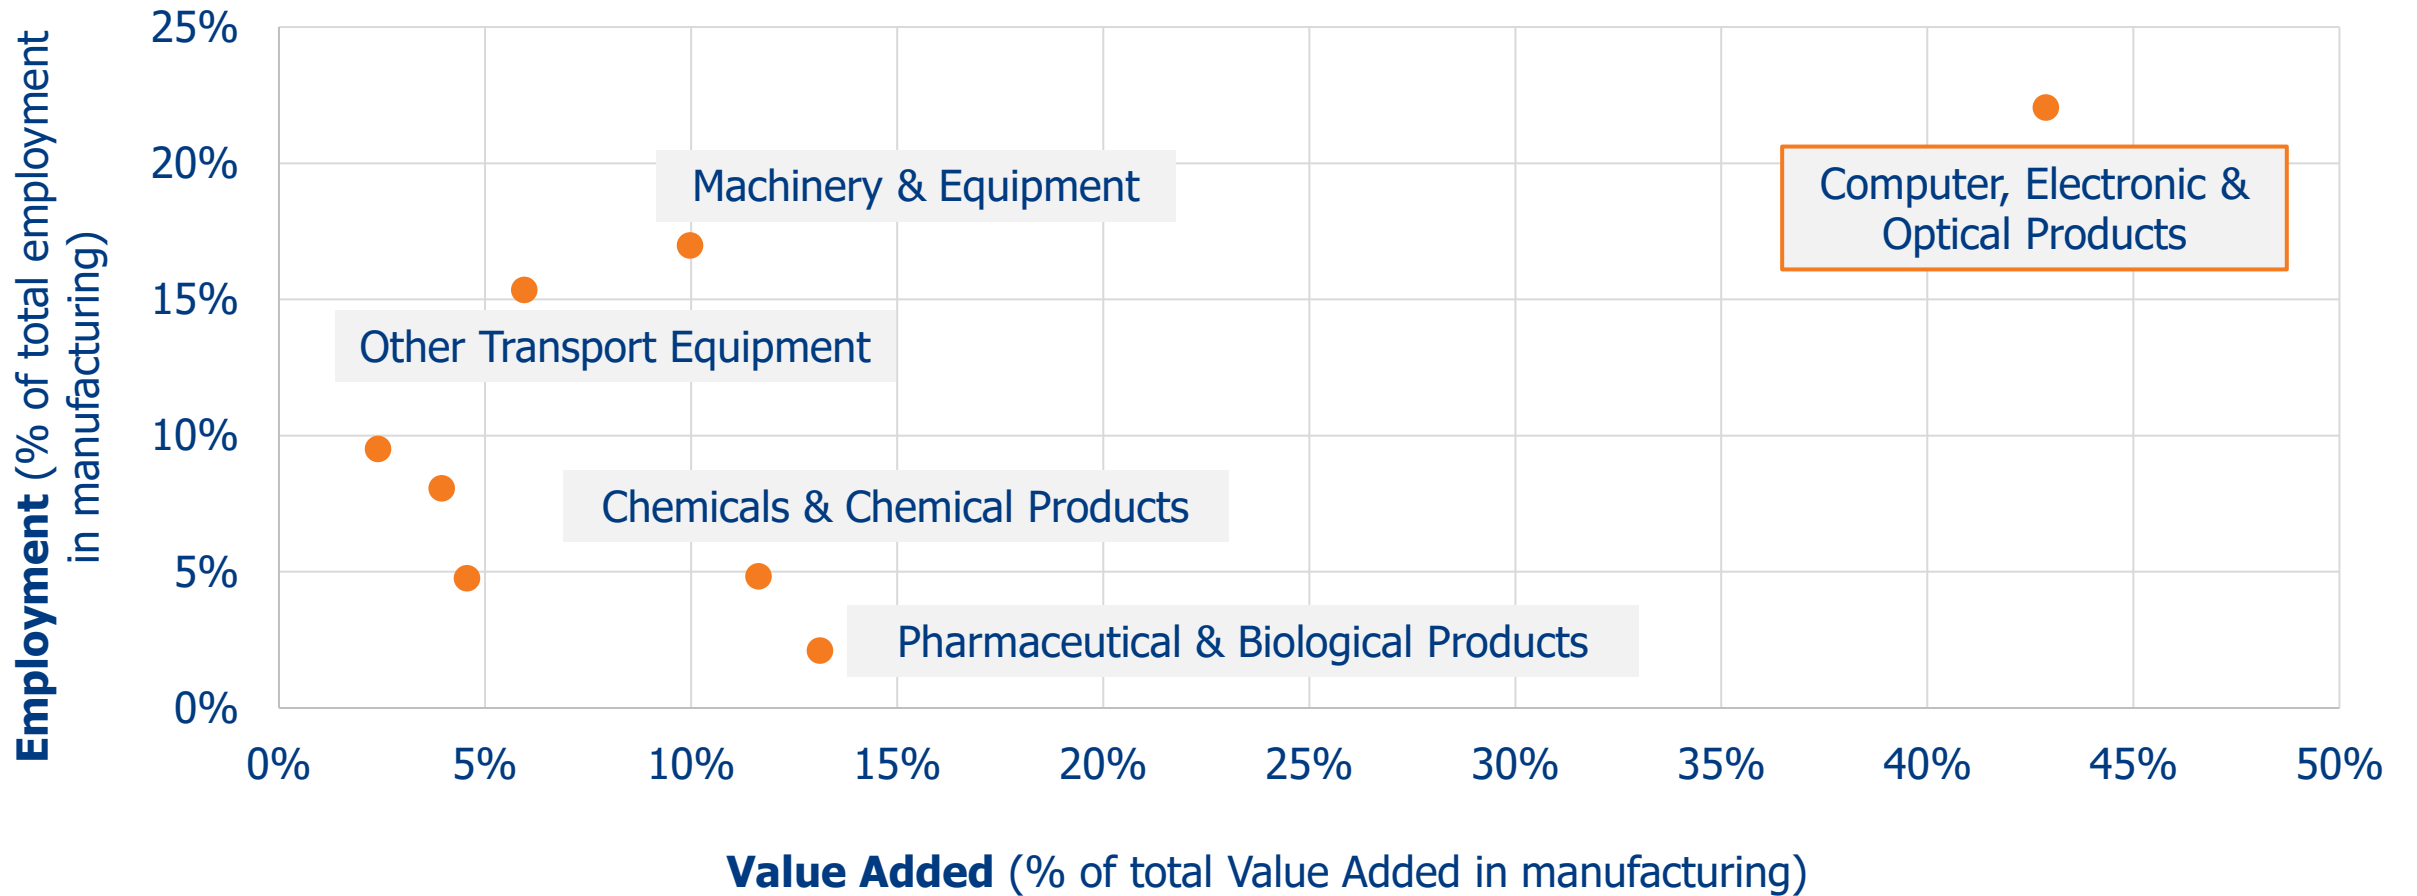 Employment (% of total employment
in manufacturing)
25%
20%
15%
10%
5%
0%
Machinery & Equipment
Computer, Electronic &
Optical Products
Other Transport Equipment
Chemicals & Chemical Products
Pharmaceutical & Biological Products
0% 5% 10% 15% 20% 25% 30% 35% 40% 45% 50%
Value Added (% of total Value Added in manufacturing)